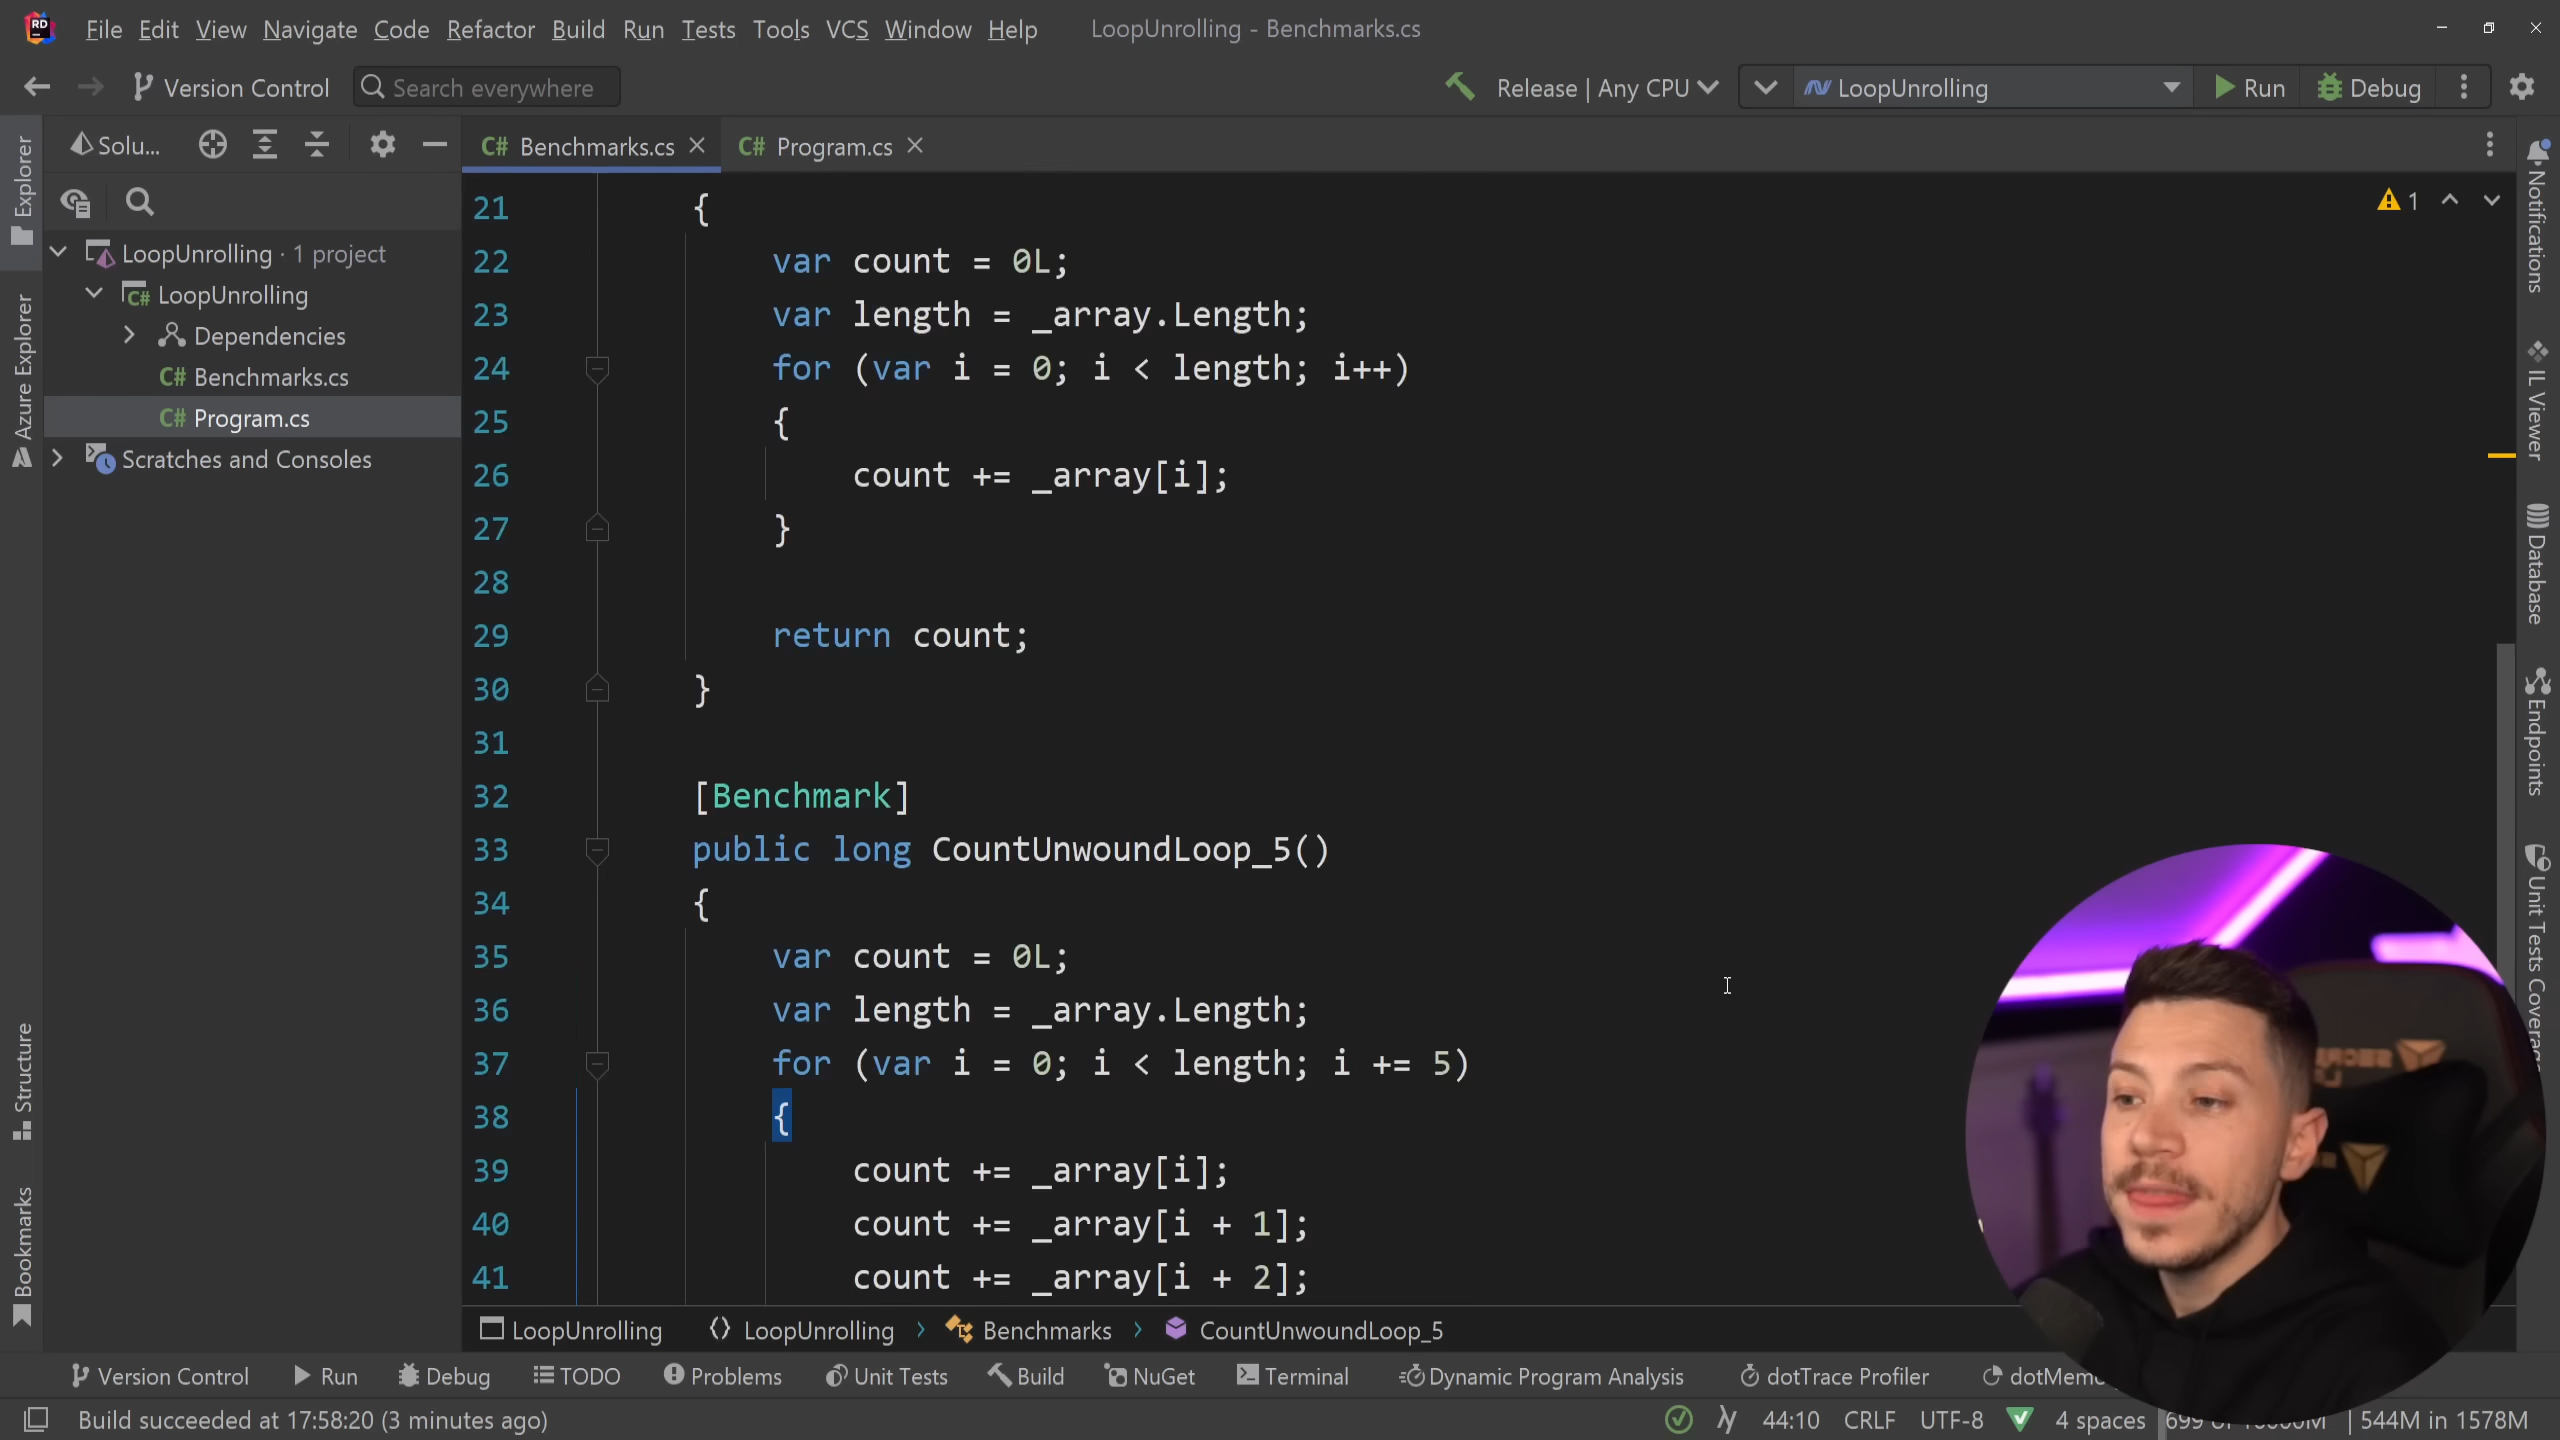 File Edit View Navigate Code Refactor Build Run Tests Tools VCS Window Help LoopUnrolling - Benchmarks.cs
Version Control Search everywhere Release | Any CPU LoopUnrolling Run Debug
Solu... Benchmarks.cs Program.cs
Explorer
Azure Explorer
Structure
Bookmarks
LoopUnrolling · 1 project
LoopUnrolling
Dependencies
C# Benchmarks.cs
C# Program.cs
Scratches and Consoles
21 {
22 var count = 0L;
23 var length = _array.Length;
24 for (var i = 0; i < length; i++)
25 {
26 count += _array[i];
27 }
28
29 return count;
30 }
31
32 [Benchmark]
33 public long CountUnwoundLoop_5()
34 {
35 var count = 0L;
36 var length = _array.Length;
37 for (var i = 0; i < length; i += 5)
38 {
39 count += _array[i];
40 count += _array[i + 1];
41 count += _array[i + 2];
1
Notifications
IL Viewer
Database
Endpoints
Unit Tests Coverage
LoopUnrolling LoopUnrolling Benchmarks CountUnwoundLoop_5
Version Control Run Debug TODO Problems Unit Tests Build NuGet Terminal Dynamic Program Analysis dotTrace Profiler dotMemo
Build succeeded at 17:58:20 (3 minutes ago) 44:10 CRLF UTF-8 4 spaces 544M in 1578M